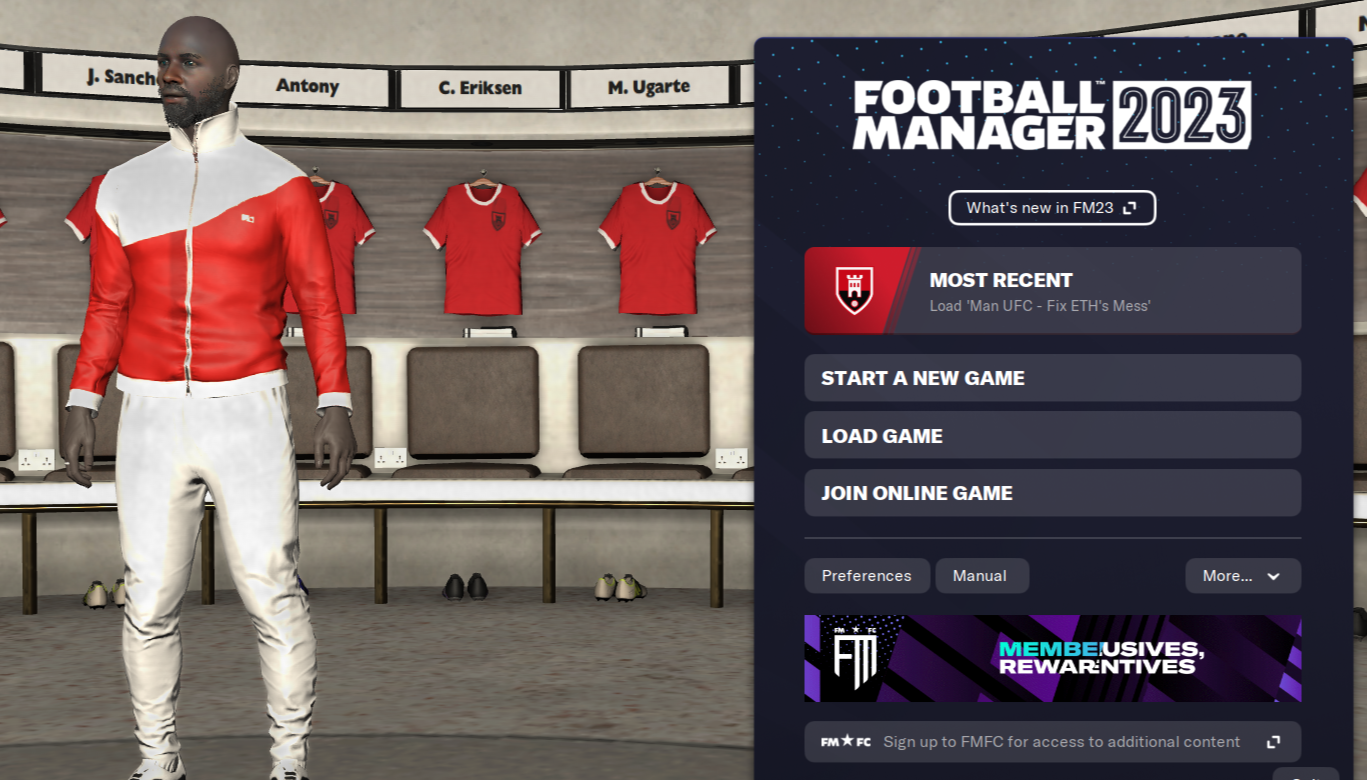 J. Sanch
Antony
C. Eriksen
M. Ugarte
FOOTBALL
MANAGER 2023
What's new in FM23
MOST RECENT
Load 'Man UFC - Fix ETH's Mess'
START A NEW GAME
LOAD GAME
JOIN ONLINE GAME
Preferences
Manual
More...
FM ★ FC
FM
MEMBE USIVES,
REWAR NTIVES
FM★FC Sign up to FMFC for access to additional content